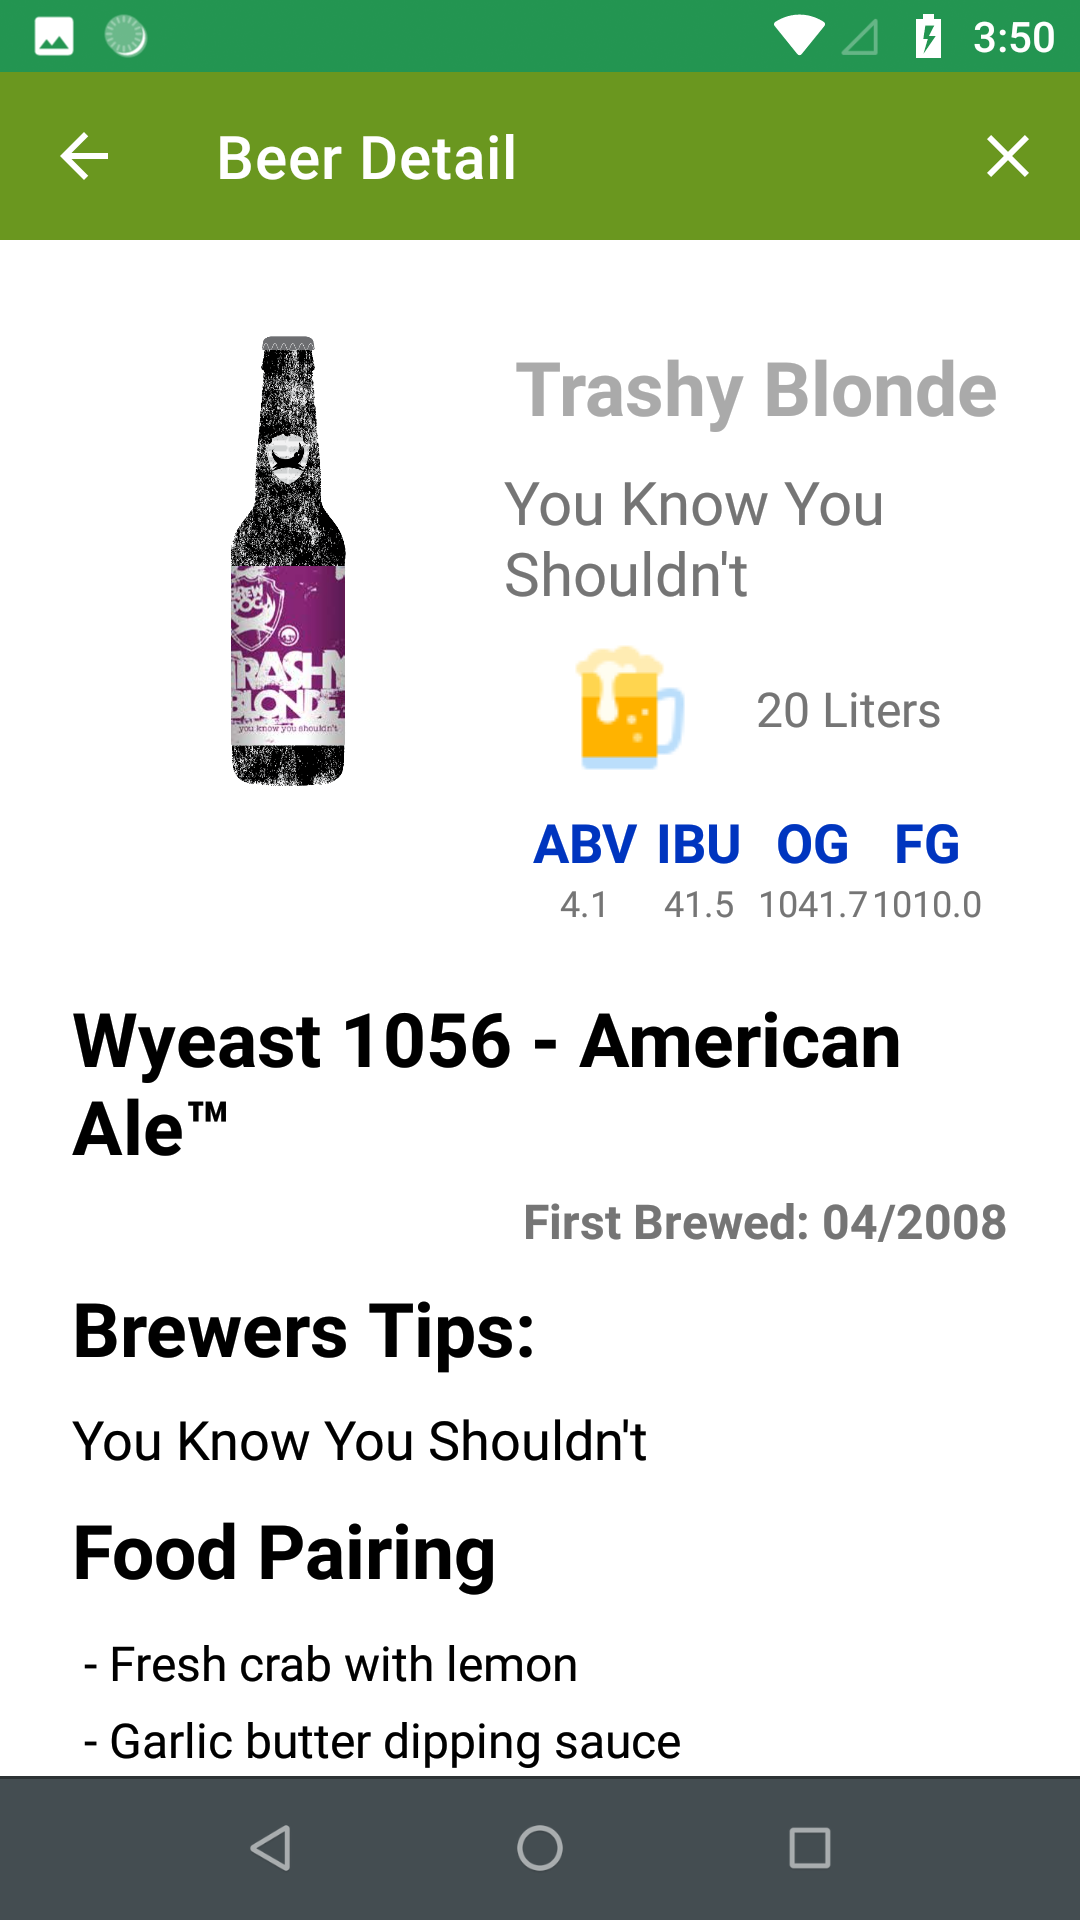 3:50
Beer Detail
Trashy Blonde
You Know You
Shouldn't
BREW
DOG
TRASHY
BLONDE
you know you shouldn't
20 Liters
ABV IBU OG FG
4.1 41.5 1041.7 1010.0
Wyeast 1056 - American
Ale™
First Brewed: 04/2008
Brewers Tips:
You Know You Shouldn't
Food Pairing
- Fresh crab with lemon
- Garlic butter dipping sauce